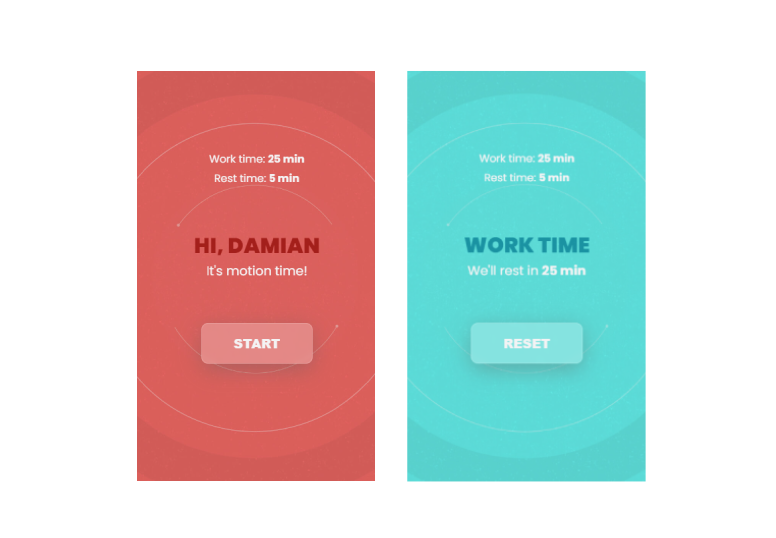 Work time: 25 min
Rest time: 5 min
HI, DAMIAN
It's motion time!
START
Work time: 25 min
Rest time: 5 min
WORK TIME
We'll rest in 25 min
RESET